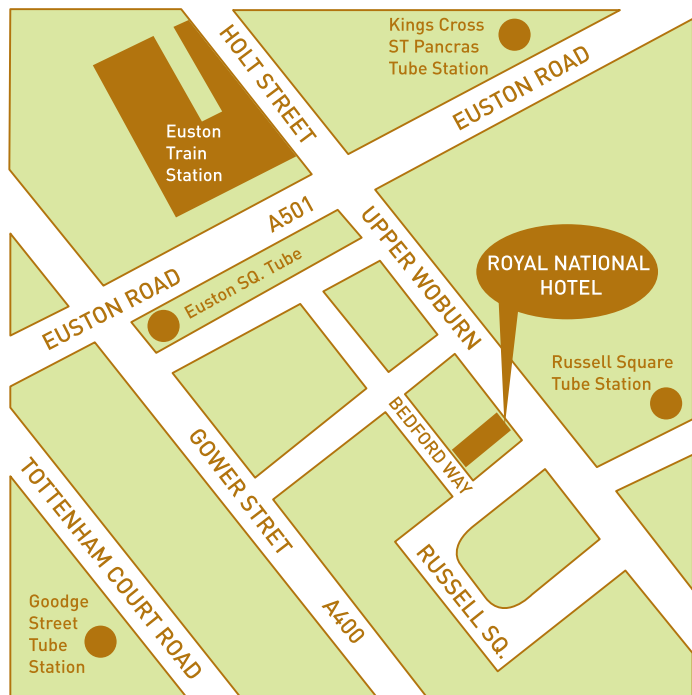 HOLT STREET
Kings Cross
ST Pancras
Tube Station
EUSTON ROAD
Euston
Train
Station
A501
UPPER WOBURN
ROYAL NATIONAL
HOTEL
EUSTON ROAD
Euston SQ. Tube
Russell Square
Tube Station
BEDFORD WAY
GOWER STRET
TOTTENHAM COURT ROAD
RUSSELL SQ.
A400
Goodge
Street
Tube
Station